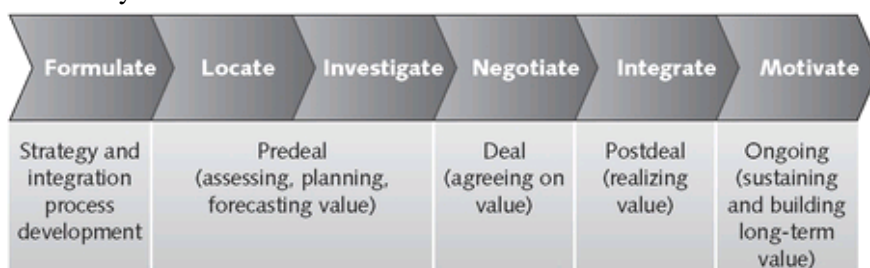 Formulate
Locate
Investigate
Negotiate
Integrate
Motivate
Strategy and
integration
process
development
Predeal
(assessing, planning,
forecasting value)
Deal
(agreeing on
value)
Postdeal
(realizing
value)
Ongoing
(sustaining
and building
long-term
value)